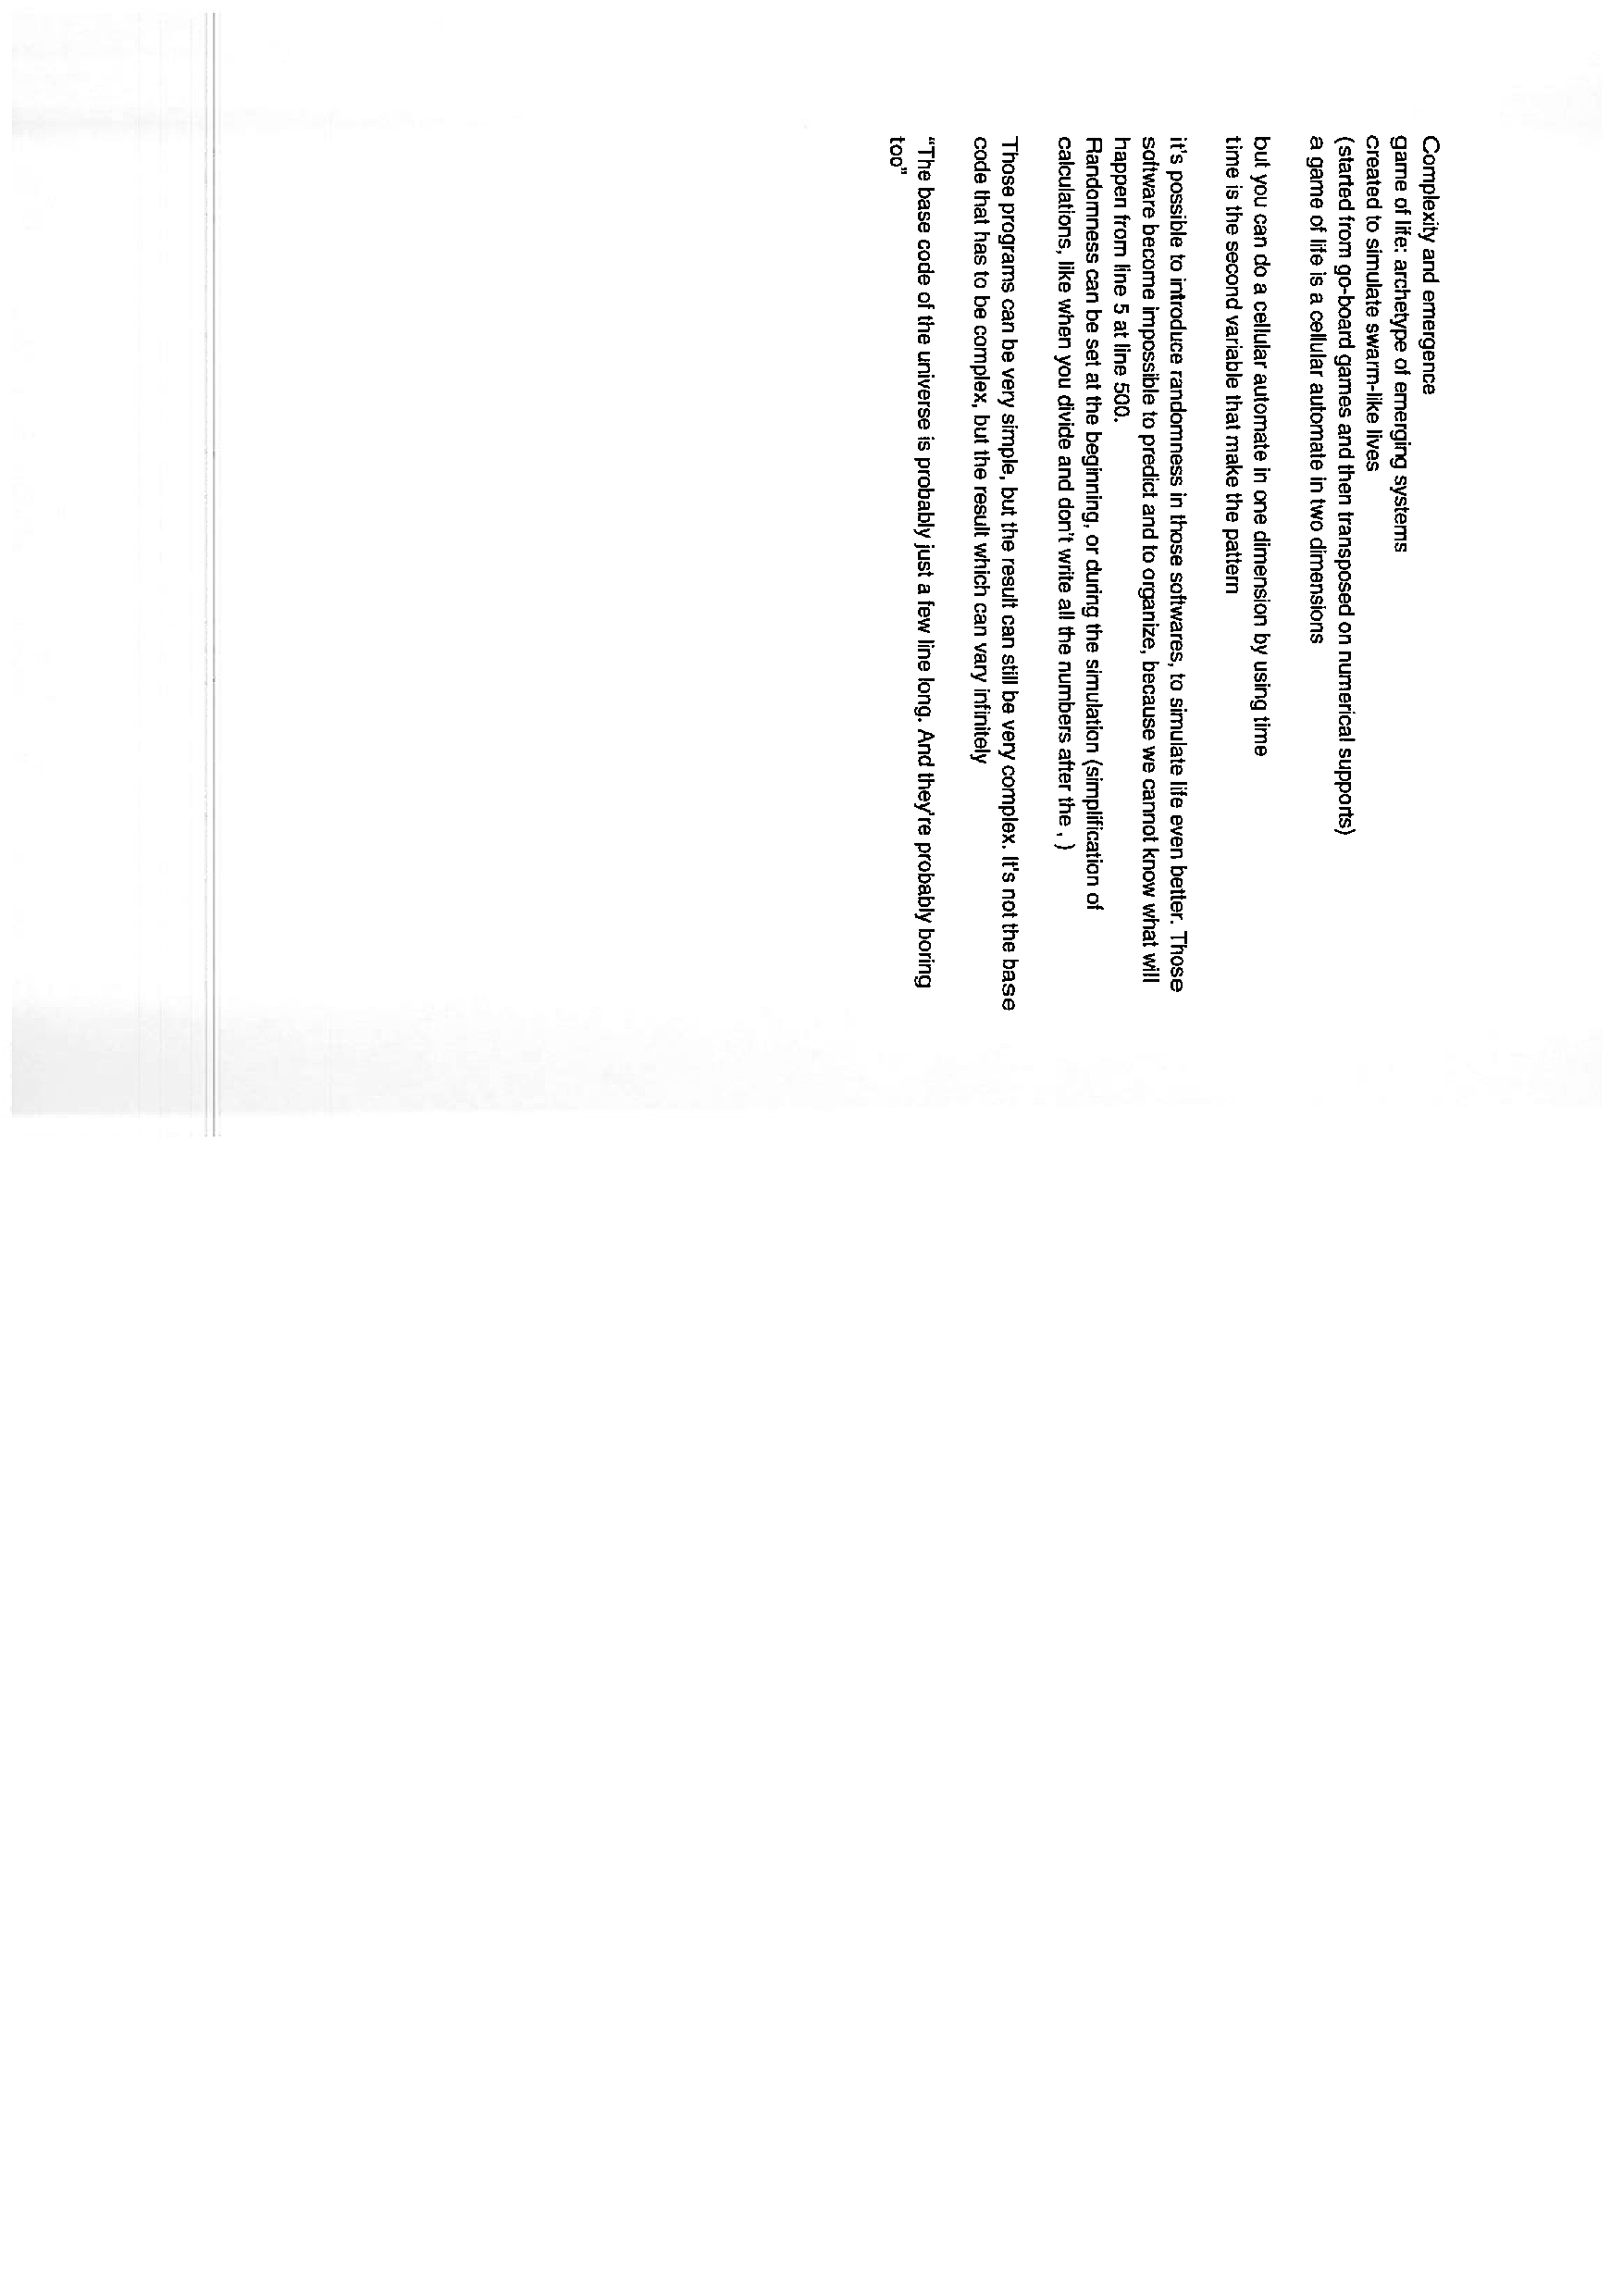 Complexity and emergence
game of life: archetype of emerging systems
created to simulate swarm-like lives
(started from go-board games and then transposed on numerical supports)
a game of life is a cellular automate in two dimensions
but you can do a cellular automate in one dimension by using time
time is the second variable that make the pattern
it's possible to introduce randomness in those softwares, to simulate life even better. Those
software become impossible to predict and to organize, because we cannot know what will
happen from line 5 at line 500.
Randomness can be set at the beginning, or during the simulation (simplification of
calculations, like when you divide and don't write all the numbers after the , )
Those programs can be very simple, but the result can still be very complex. It's not the base
code that has to be complex, but the result which can vary infinitely
“The base code of the universe is probably just a few line long. And they're probably boring
too”